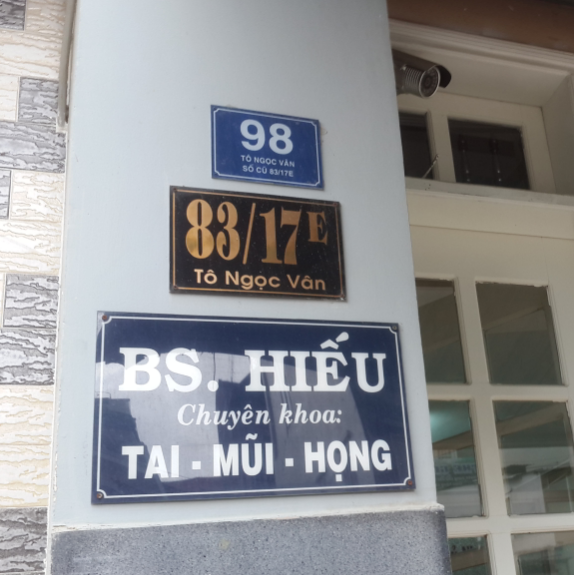 98
TÔ NGỌC VÂN
SỐ CŨ 83/17E
83/17E
Tô Ngọc Vân
BS. HIẾU
Chuyên khoa:
TAI - MŨI - HỌNG